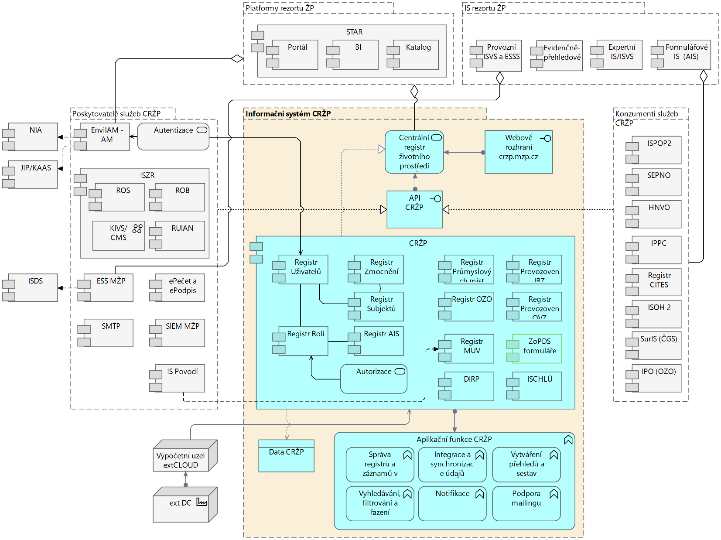 Platformy rezortu ŽP
STAR
Portál
BI
Katalog
IS rezortu ŽP
Provozní
ISVS a ESSS
Evidenčně-
přehledové
Expertní
IS/ISVS
Formulářové
IS (AIS)
NIA
JIP/KAAS
ISDS
Poskytovatelé služeb CRŽP
EnviIAM -
AM
Autentizace
ISZR
ROS
ROB
KIVS/
CMS
RUIAN
ESS MŽP
ePečeť a
ePodpis
SMTP
SIEM MŽP
IS Povodí
Informační systém CRŽP
Centrální
registr
životního
prostředí
Webové
rozhraní
crzp.mzp.cz
API
CRŽP
CRŽP
Registr
Uživatelů
Registr
Zmocnění
Registr
Průmyslový
Registr
Provozoven
IRZ
Registr
Subjektů
Registr OZO
Registr
Provozoven
Registr Rolí
Registr AIS
Registr
MUV
ZoPDS
formuláře
Autorizace
DIRP
ISCHLÚ
Konzumenti služeb
CRŽP
ISPOP2
SEPNO
HNVO
IPPC
Registr
CITES
ISOH 2
SurIS (ČGS)
IPO (OZO)
Data CRŽP
Výpočetní uzel
extCLOUD
ext DC
Aplikační funkce CRŽP
Správa
registrů a
záznamů v
Integrace a
synchronizac
e údajů
Vytváření
přehledů a
sestav
Vyhledávání,
filtrování a
řazení
Notifikace
Podpora
mailingu